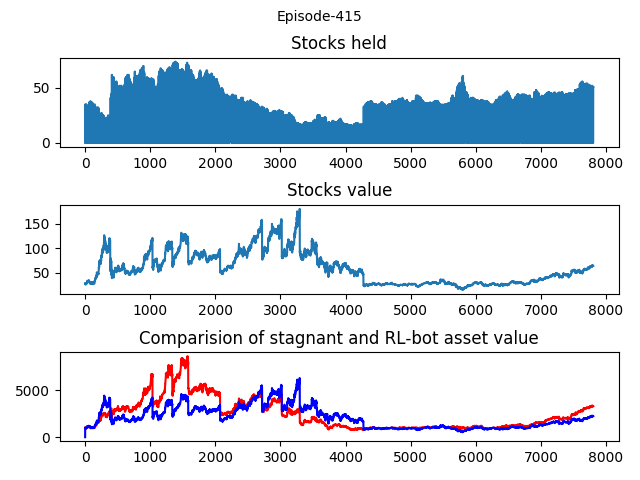 Episode-415
Stocks held
50
0
0 1000 2000 3000 4000 5000 6000 7000 8000
Stocks value
150
100
50
0 1000 2000 3000 4000 5000 6000 7000 8000
Comparision of stagnant and RL-bot asset value
5000
0
0 1000 2000 3000 4000 5000 6000 7000 8000